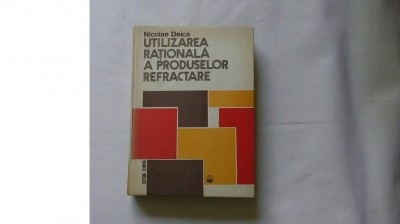 Nicolae Deică
UTILIZAREA
RAȚIONALĂ
A PRODUSELOR
REFRACTARE